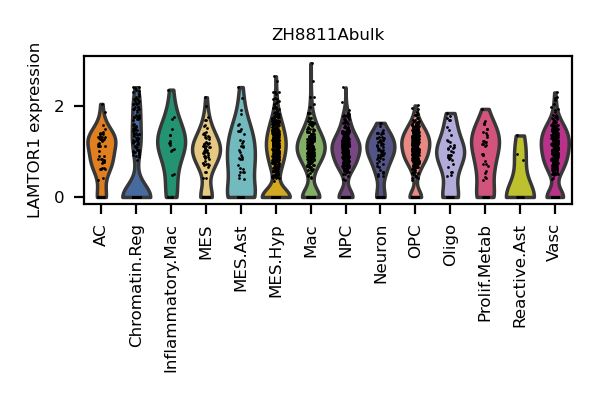 ZH8811Abulk
LAMTOR1 expression
2
0
AC
Chromatin.Reg
Inflammatory.Mac
MES
MES.Ast
MES.Hyp
Mac
NPC
Neuron
OPC
Oligo
Prolif.Metab
Reactive.Ast
Vasc